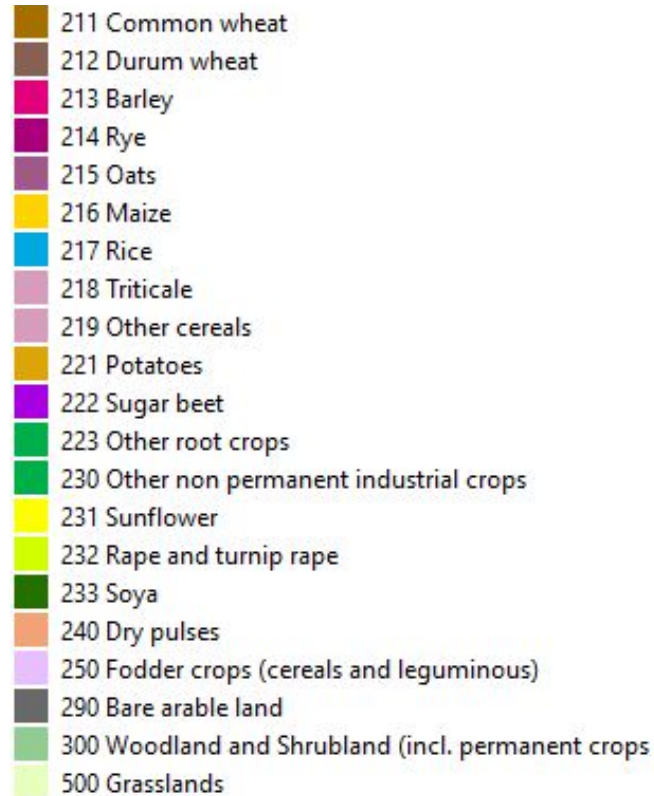 211 Common wheat
212 Durum wheat
213 Barley
214 Rye
215 Oats
216 Maize
217 Rice
218 Triticale
219 Other cereals
221 Potatoes
222 Sugar beet
223 Other root crops
230 Other non permanent industrial crops
231 Sunflower
232 Rape and turnip rape
233 Soya
240 Dry pulses
250 Fodder crops (cereals and leguminous)
290 Bare arable land
300 Woodland and Shrubland (incl. permanent crops
500 Grasslands